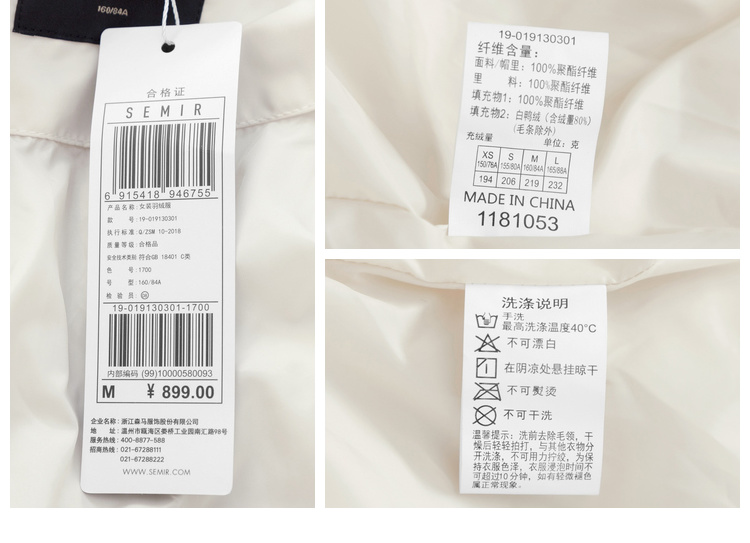 160/84A
合格证
SEMIR
6 915418 946755
产品名称:女装羽绒服
款 号:19-019130301
执行标准:Q/ZSM 10-2018
质量等级:合格品
安全技术类别 符合GB 18401 C类
色 号:1700
号 型:160/84A
检 验 员:
19-019130301-1700
内部编码 (99)10000580093
M ¥ 899.00
企业名称:浙江森马服饰股份有限公司
地 址:温州市瓯海区娄桥工业园南汇路98号
服务热线:400-8877-588
招商热线:021-67288111
021-67288222
WWW.SEMIR.COM
19-019130301
纤维含量:
面料/帽里:100%聚酯纤维
里 料:100%聚酯纤维
填充物1:100%聚酯纤维
填充物2:白鸭绒(含绒量80%)
(毛条除外)
充绒量 单位:克
XS S M L
150/76A 155/80A 160/84A 165/88A
194 206 219 232
MADE IN CHINA
1181053
洗涤说明
手洗
最高洗涤温度40°C
不可漂白
在阴凉处悬挂晾干
不可熨烫
不可干洗
温馨提示:洗前去除毛领,干
燥后轻轻拍打,与其他衣物分
开洗涤,不可用力拧绞,为保
持衣服色泽,衣服浸泡时间不
可超过10分钟,如有轻微褪色
属正常现象。